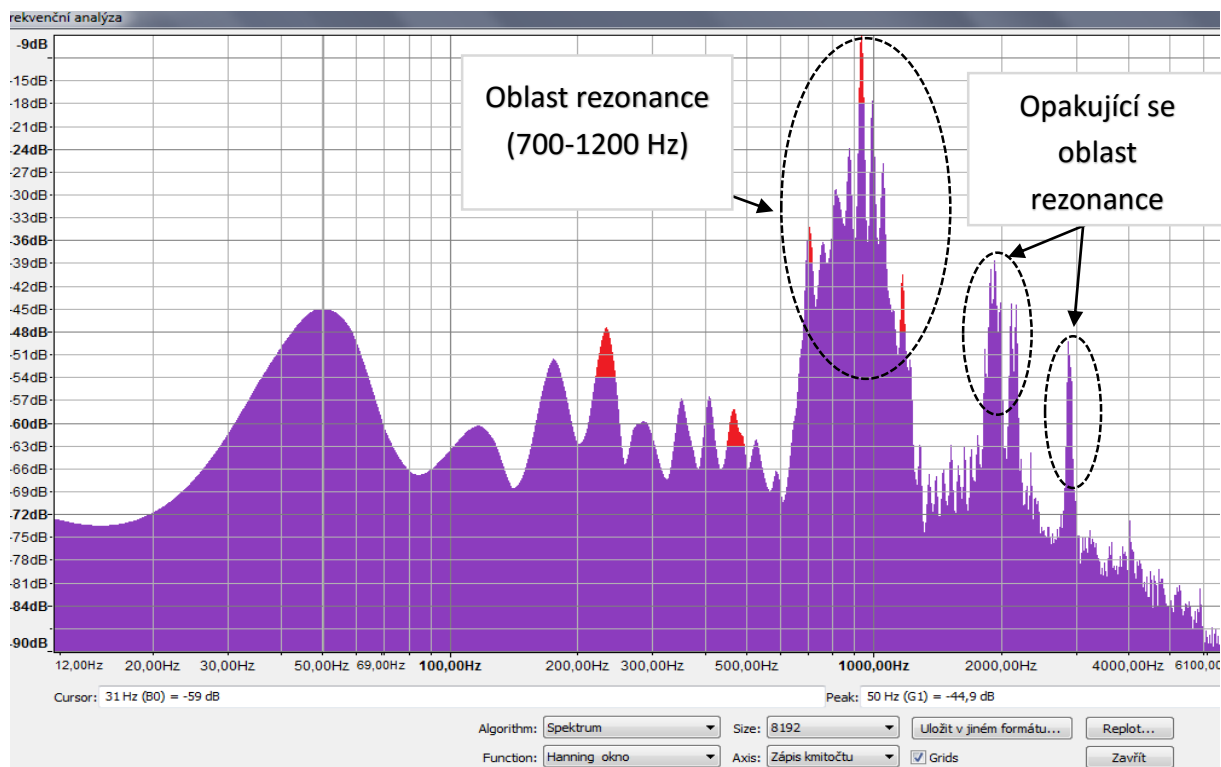 rekvenční analýza
-9dB
-15dB
-18dB
-21dB
-24dB
-27dB
-30dB
-33dB
-36dB
-39dB
-42dB
-45dB
-48dB
-51dB
-54dB
-57dB
-60dB
-63dB
-66dB
-69dB
-72dB
-75dB
-78dB
-81dB
-84dB
-90dB
Oblast rezonance
(700-1200 Hz)
Opakující se
oblast
rezonance
12,00Hz 20,00Hz 30,00Hz 50,00Hz 69,00Hz 100,00Hz 200,00Hz 300,00Hz 500,00Hz 1000,00Hz 2000,00Hz 4000,00Hz 6100,00
Cursor: 31 Hz (B0) = -59 dB Peak: 50 Hz (G1) = -44,9 dB
Algorithm: Spektrum Size: 8192 Uložit v jiném formátu... Replot...
Function: Hanning okno Axis: Zápis kmitočtu Grids Zavřít